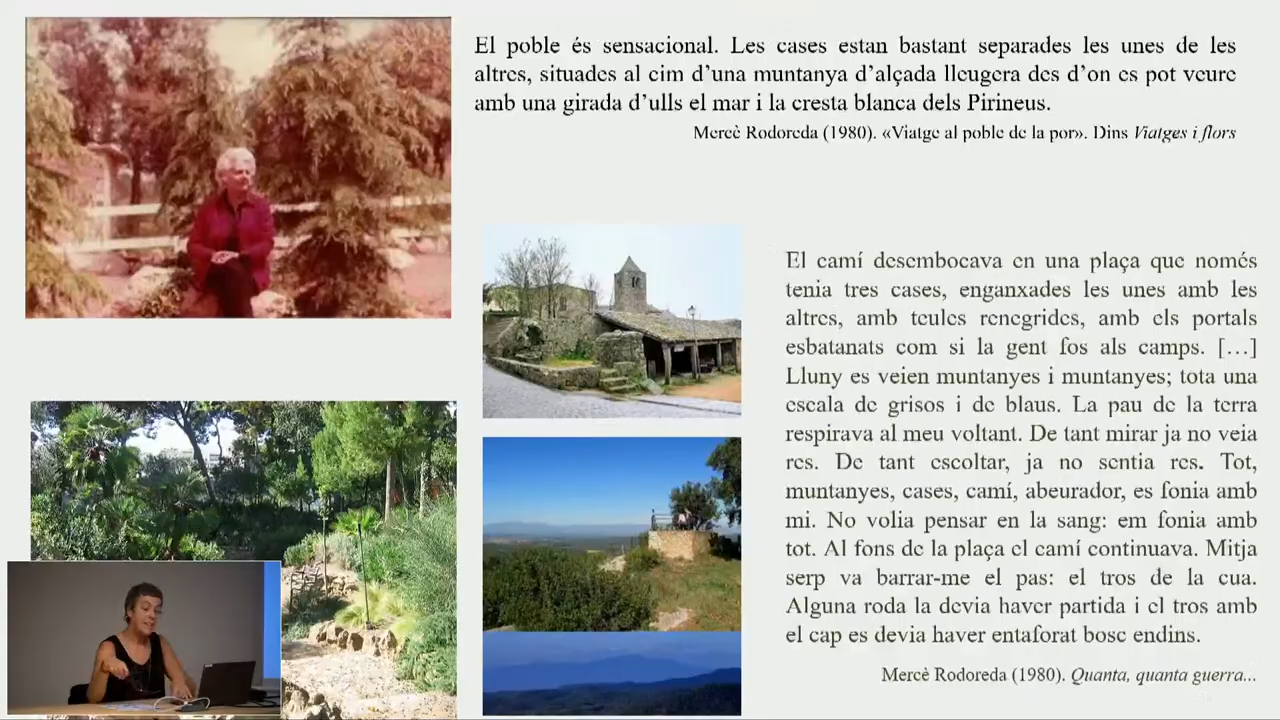 El poble és sensacional. Les cases estan bastant separades les unes de les
altres, situades al cim d’una muntanya d’alçada lleugera des d’on es pot veure
amb una girada d’ulls el mar i la cresta blanca dels Pirineus.
Mercè Rodoreda (1980). «Viatge al poble de la por». Dins Viatges i flors
El camí desembocava en una plaça que només
tenia tres cases, enganxades les unes amb les
altres, amb teules renegrides, amb els portals
esbatanats com si la gent fos als camps. […]
Lluny es veien muntanyes i muntanyes; tota una
escala de grisos i de blaus. La pau de la terra
respirava al meu voltant. De tant mirar ja no veia
res. De tant escoltar, ja no sentia res. Tot,
muntanyes, cases, camí, abeurador, es fonia amb
mi. No volia pensar en la sang: em fonia amb
tot. Al fons de la plaça el camí continuava. Mitja
serp va barrar-me el pas: el tros de la cua.
Alguna roda la devia haver partida i el tros amb
el cap es devia haver entaforat bosc endins.
Mercè Rodoreda (1980). Quanta, quanta guerra...